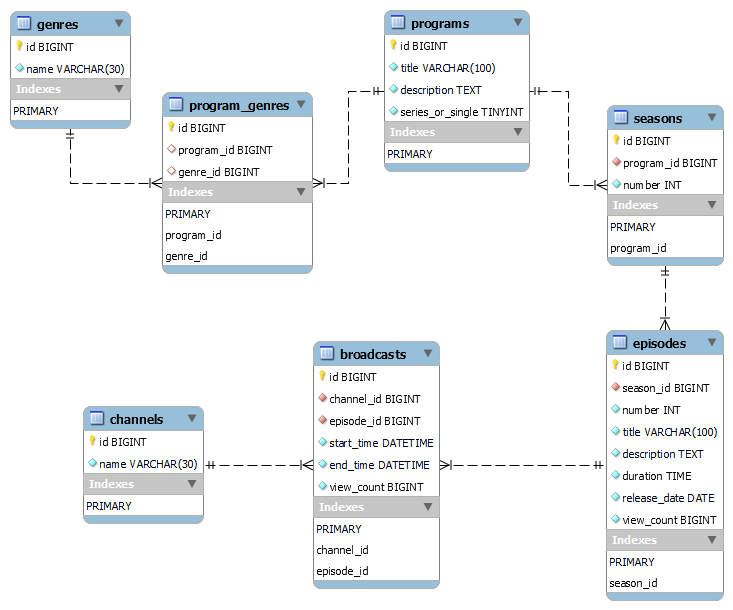 genres
id BIGINT
name VARCHAR(30)
Indexes
PRIMARY
program_genres
id BIGINT
program_id BIGINT
genre_id BIGINT
Indexes
PRIMARY
program_id
genre_id
programs
id BIGINT
title VARCHAR(100)
description TEXT
series_or_single TINYINT
Indexes
PRIMARY
seasons
id BIGINT
program_id BIGINT
number INT
Indexes
PRIMARY
program_id
channels
id BIGINT
name VARCHAR(30)
Indexes
PRIMARY
broadcasts
id BIGINT
channel_id BIGINT
episode_id BIGINT
start_time DATETIME
end_time DATETIME
view_count BIGINT
Indexes
PRIMARY
channel_id
episode_id
episodes
id BIGINT
season_id BIGINT
number INT
title VARCHAR(100)
description TEXT
duration TIME
release_date DATE
view_count BIGINT
Indexes
PRIMARY
season_id